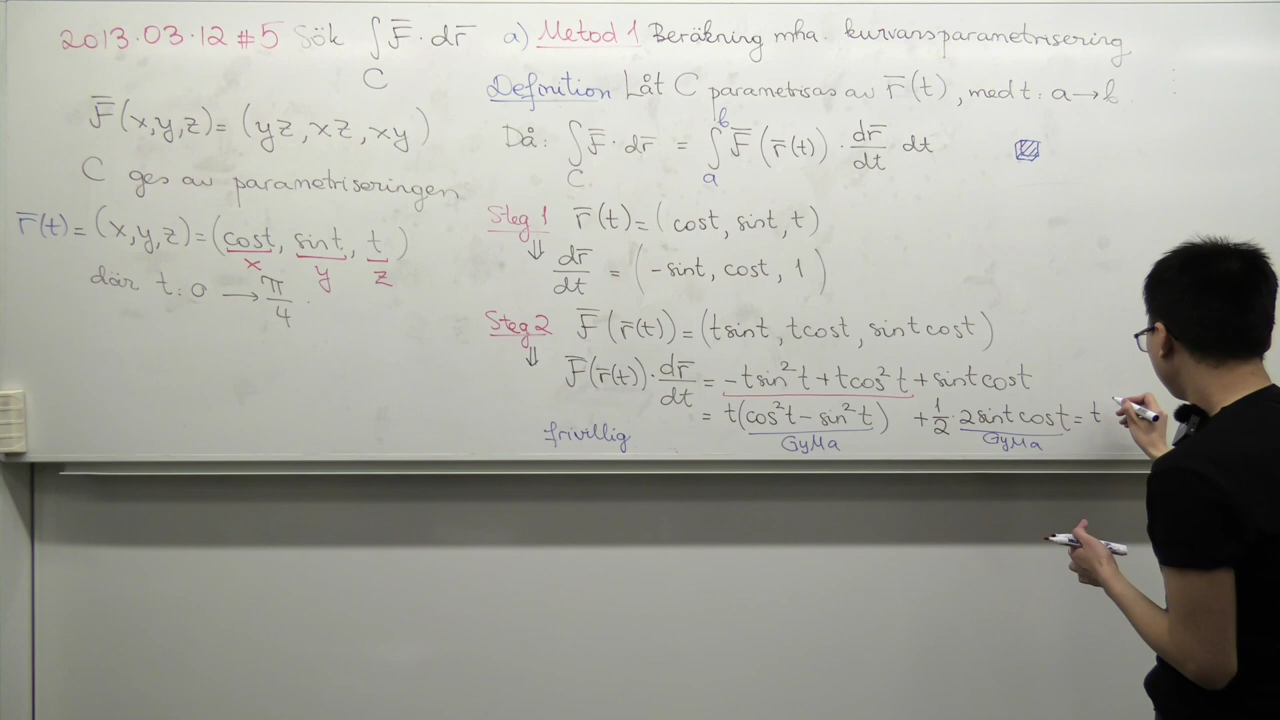 2013.03.12 #5 Sök ∫_C F̄ · dr̄
F̄(x,y,z) = (yz, xz, xy)
C ges av parametriseringen
r̄(t) = (x,y,z) = (cost, sint, t)
x y z
där t: 0 → π/4.
a) Metod 1 Beräkning mha. kurvans parametrisering
Definition Låt C parametrisas av r̄(t), med t: a → b
Då: ∫_C F̄ · dr̄ = ∫_a^b F̄(r̄(t)) · dr̄/dt dt
Steg 1 r̄(t) = (cost, sint, t)
⇓ dr̄/dt = (-sint, cost, 1)
Steg 2 F̄(r̄(t)) = (tsint, tcost, sintcost)
⇓ F̄(r̄(t)) · dr̄/dt = -tsin²t + tcos²t + sintcost
= t(cos²t - sin²t) + 1/2 · 2sintcost = t
frivillig GyMa GyMa